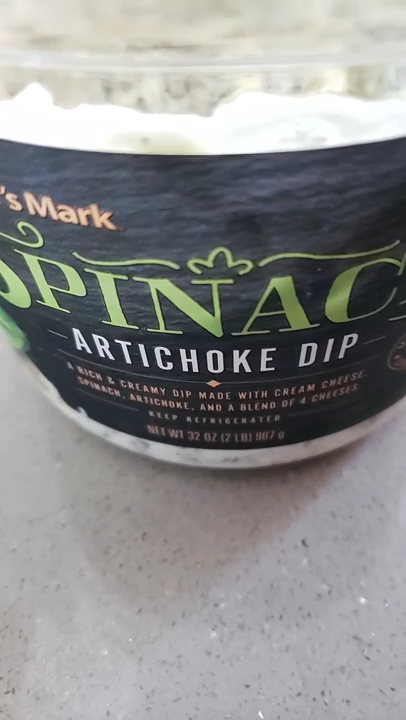 's Mark
SPINACH
ARTICHOKE DIP
A RICH & CREAMY DIP MADE WITH CREAM CHEESE,
SPINACH, ARTICHOKE, AND A BLEND OF 4 CHEESES.
KEEP REFRIGERATED
NET WT 32 OZ (2 LB) 907 g